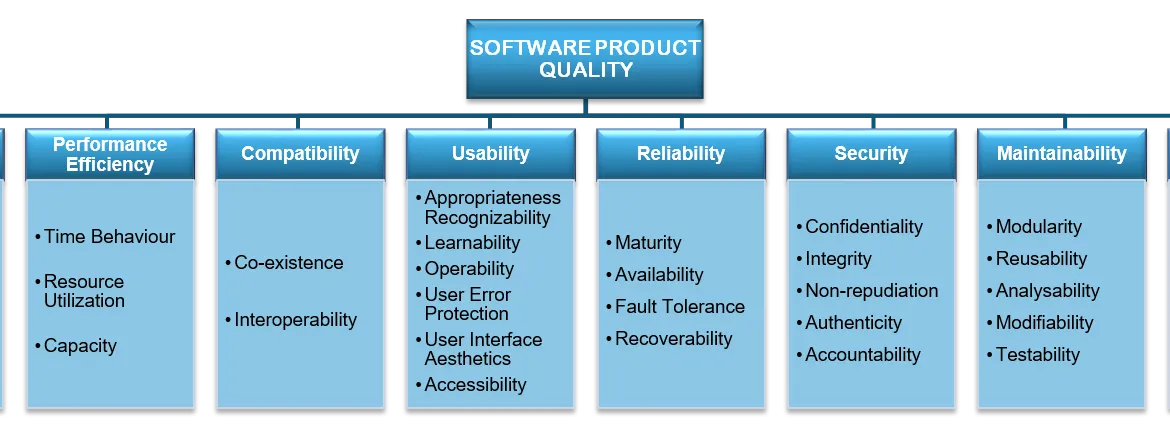 SOFTWARE PRODUCT
QUALITY
Performance
Efficiency
• Time Behaviour
• Resource
Utilization
• Capacity
Compatibility
• Co-existence
• Interoperability
Usability
• Appropriateness
Recognizability
• Learnability
• Operability
• User Error
Protection
• User Interface
Aesthetics
• Accessibility
Reliability
• Maturity
• Availability
• Fault Tolerance
• Recoverability
Security
• Confidentiality
• Integrity
• Non-repudiation
• Authenticity
• Accountability
Maintainability
• Modularity
• Reusability
• Analysability
• Modifiability
• Testability